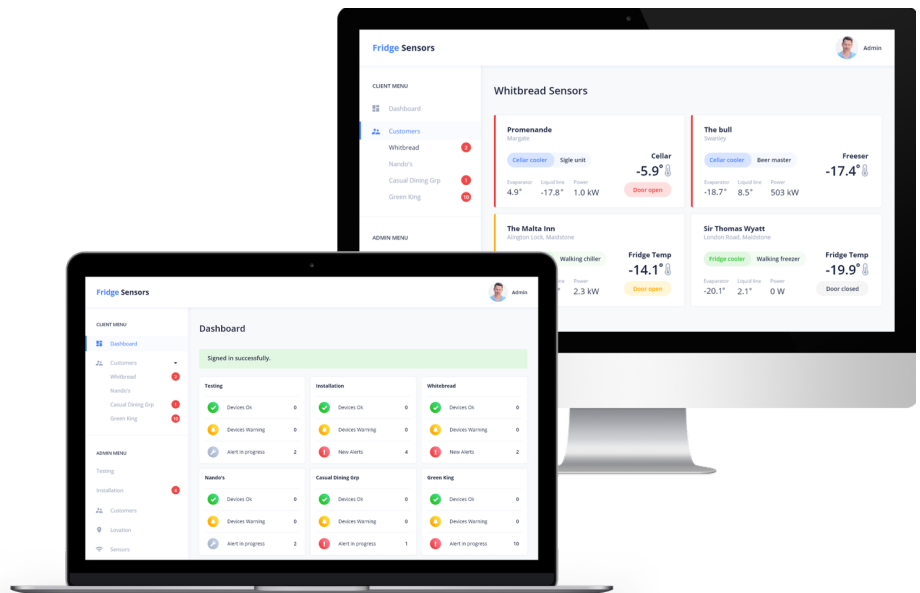 Fridge Sensors
Admin
CLIENT MENU
Dashboard
Customers
Whitbread 2
Nando's
Casual Dining Grp 1
Green King 10
ADMIN MENU
Whitbread Sensors
Promenande
Margate
Cellar cooler Sigle unit
Cellar
-5.9°
Evaparator Liquid line Power
4.9° -17.8° 1.0 kW
Door open
The bull
Swanley
Cellar cooler Beer master
Freeser
-17.4°
Evaparator Liquid line Power
-18.7° 8.5° 503 kW
The Malta Inn
Alington Lock, Maidstone
Walking chiller
Fridge Temp
-14.1°
Power
2.3 kW
Door open
Sir Thomas Wyatt
London Road, Maidstone
Fridge cooler Walking freezer
Fridge Temp
-19.9°
Evaparator Liquid line Power
-20.1° 2.1° 0 W
Door closed
Fridge Sensors
Admin
CLIENT MENU
Dashboard
Customers
Whitbread 2
Nando's
Casual Dining Grp 1
Green King 10
ADMIN MENU
Testing
Installation 4
Customers
Lovation
Sensors
Dashboard
Signed in successfully.
Testing
Devices Ok 0
Devices Warning 0
Alert in progress 2
Installation
Devices Ok 0
Devices Warning 0
New Alerts 4
Whitebread
Devices Ok 0
Devices Warning 0
New Alerts 2
Nando's
Devices Ok 0
Devices Warning 0
Alert in progress 2
Casual Dining Grp
Devices Ok 0
Devices Warning 0
Alert in progress 1
Green King
Devices Ok 0
Devices Warning 0
Alert in progress 10